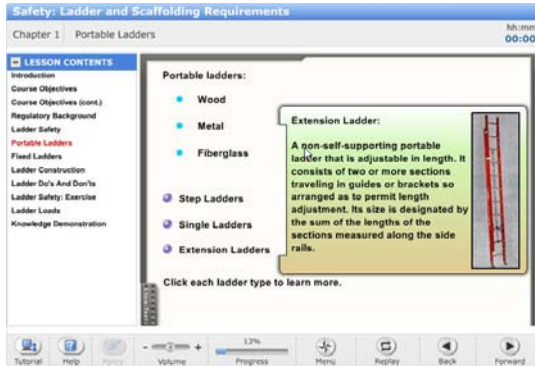 Safety: Ladder and Scaffolding Requirements
Chapter 1 Portable Ladders
hh:mm
00:00
LESSON CONTENTS
Introduction
Course Objectives
Course Objectives (cont.)
Regulatory Background
Ladder Safety
Portable Ladders
Fixed Ladders
Ladder Construction
Ladder Do's And Don'ts
Ladder Safety: Exercise
Ladder Loads
Knowledge Demonstration
Portable ladders:
Wood
Metal
Fiberglass
Step Ladders
Single Ladders
Extension Ladders
Click each ladder type to learn more.
Extension Ladder:
A non-self-supporting portable
ladder that is adjustable in length. It
consists of two or more sections
traveling in guides or brackets so
arranged as to permit length
adjustment. Its size is designated by
the sum of the lengths of the
sections measured along the side
rails.
Tutorial
Help
- +
Volume
13%
Progress
Menu
Replay
Back
Forward